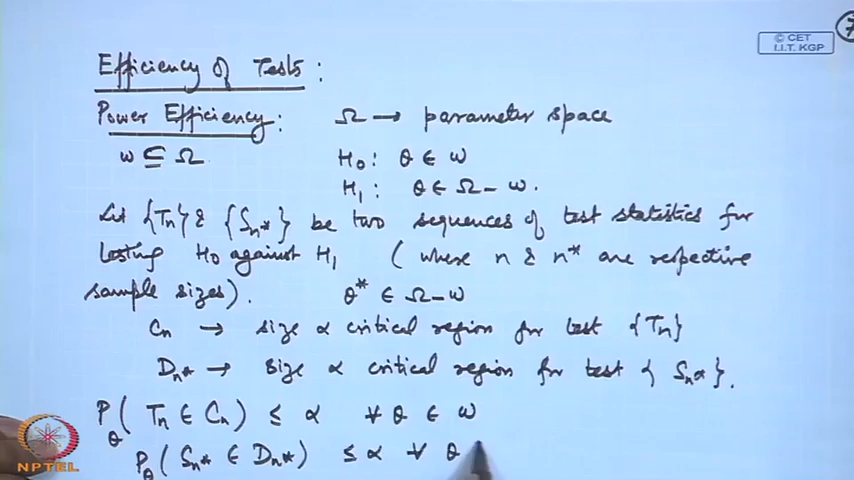 © CET
I.I.T. KGP
7
Efficiency of Tests :
Power Efficiency : Ω → parameter space
ω ⊆ Ω H₀ : θ ∈ ω
H₁ : θ ∈ Ω - ω.
Let {Tn} & {Sn*} be two sequences of test statistics for
testing H₀ against H₁ ( where n & n* are respective
sample sizes). θ* ∈ Ω - ω
Cn → size α critical region for test {Tn}
Dn* → size α critical region for test {Sn*}.
Pθ ( Tn ∈ Cn ) ≤ α ∀ θ ∈ ω
Pθ ( Sn* ∈ Dn* ) ≤ α ∀ θ
NPTEL